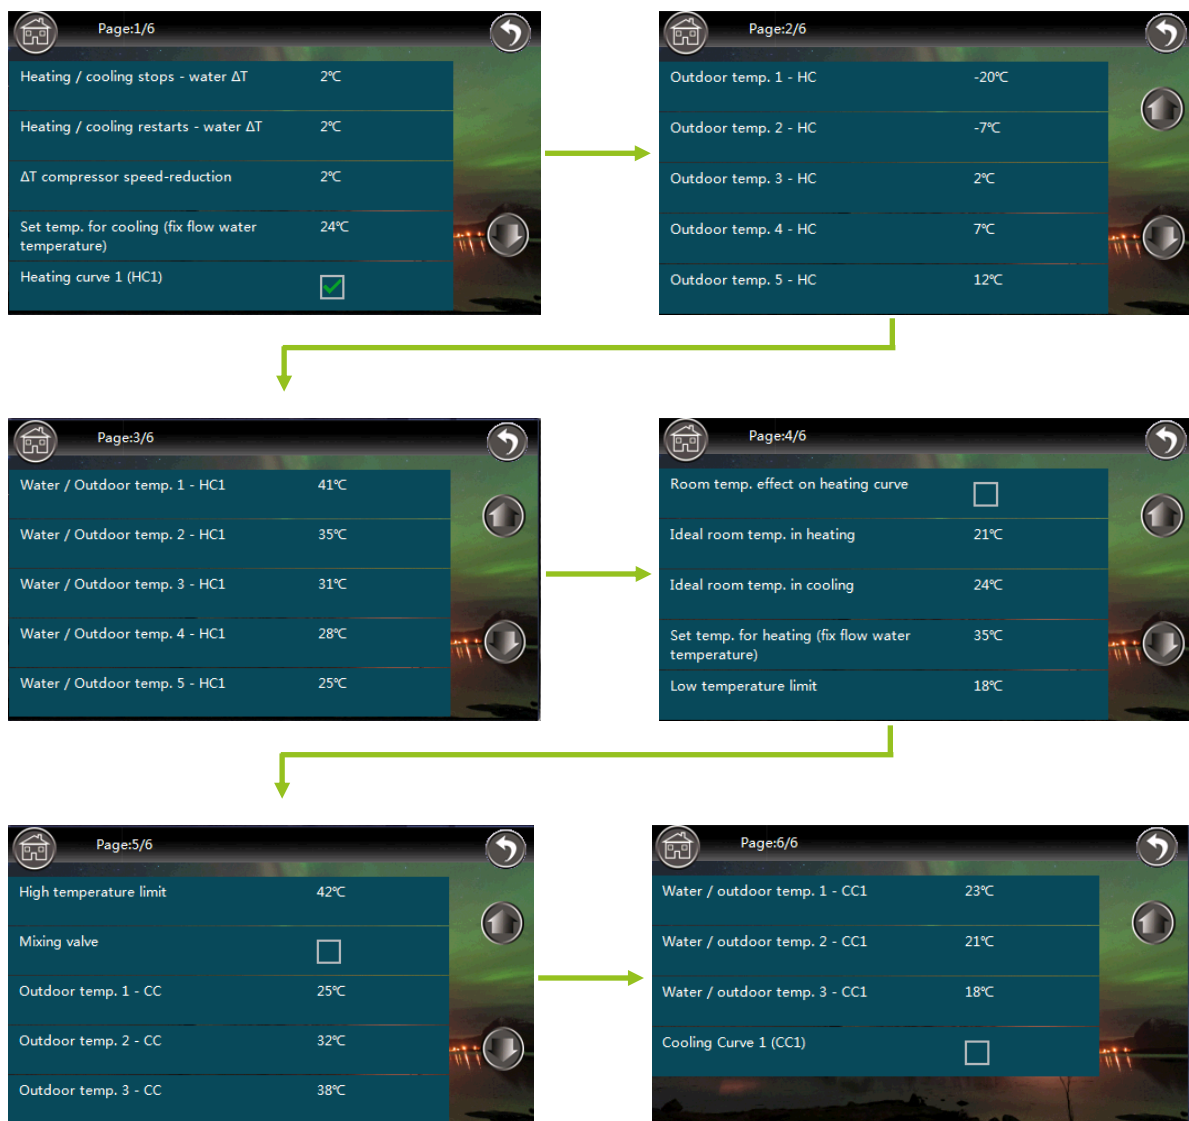 Page:1/6
Heating / cooling stops - water ΔT 2℃
Heating / cooling restarts - water ΔT 2℃
ΔT compressor speed-reduction 2℃
Set temp. for cooling (fix flow water 24℃
temperature)
Heating curve 1 (HC1)
Page:2/6
Outdoor temp. 1 - HC -20℃
Outdoor temp. 2 - HC -7℃
Outdoor temp. 3 - HC 2℃
Outdoor temp. 4 - HC 7℃
Outdoor temp. 5 - HC 12℃
Page:3/6
Water / Outdoor temp. 1 - HC1 41℃
Water / Outdoor temp. 2 - HC1 35℃
Water / Outdoor temp. 3 - HC1 31℃
Water / Outdoor temp. 4 - HC1 28℃
Water / Outdoor temp. 5 - HC1 25℃
Page:4/6
Room temp. effect on heating curve
Ideal room temp. in heating 21℃
Ideal room temp. in cooling 24℃
Set temp. for heating (fix flow water 35℃
temperature)
Low temperature limit 18℃
Page:5/6
High temperature limit 42℃
Mixing valve
Outdoor temp. 1 - CC 25℃
Outdoor temp. 2 - CC 32℃
Outdoor temp. 3 - CC 38℃
Page:6/6
Water / outdoor temp. 1 - CC1 23℃
Water / outdoor temp. 2 - CC1 21℃
Water / outdoor temp. 3 - CC1 18℃
Cooling Curve 1 (CC1)